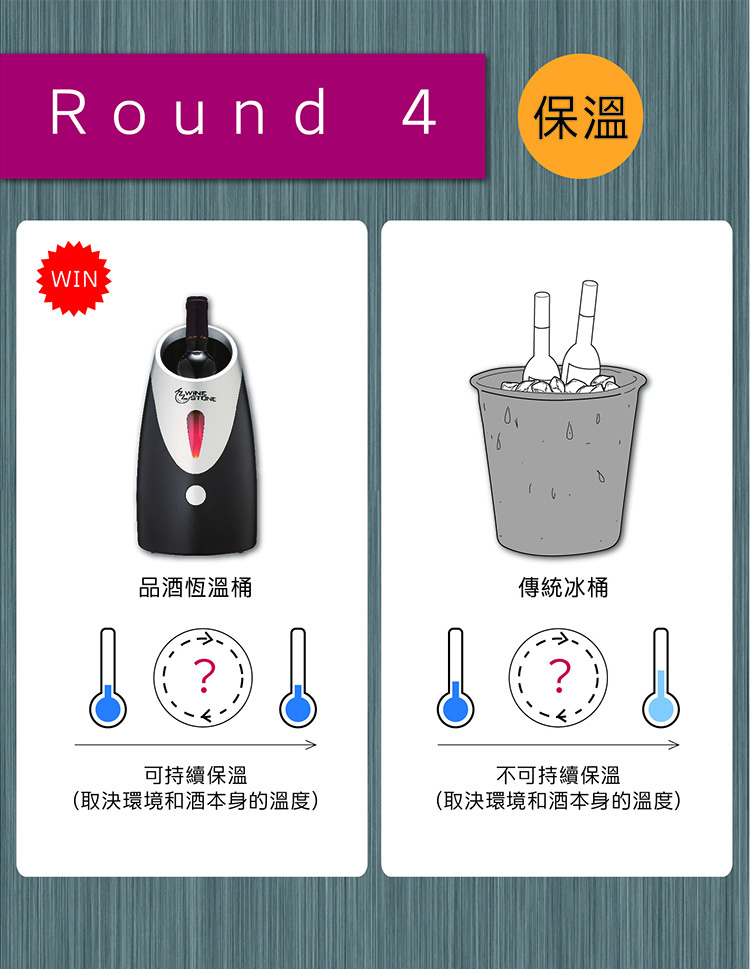 Round 4
保溫
WIN
WINE
STONE
品酒恆溫桶
?
可持續保溫
(取決環境和酒本身的溫度)
傳統冰桶
?
不可持續保溫
(取決環境和酒本身的溫度)